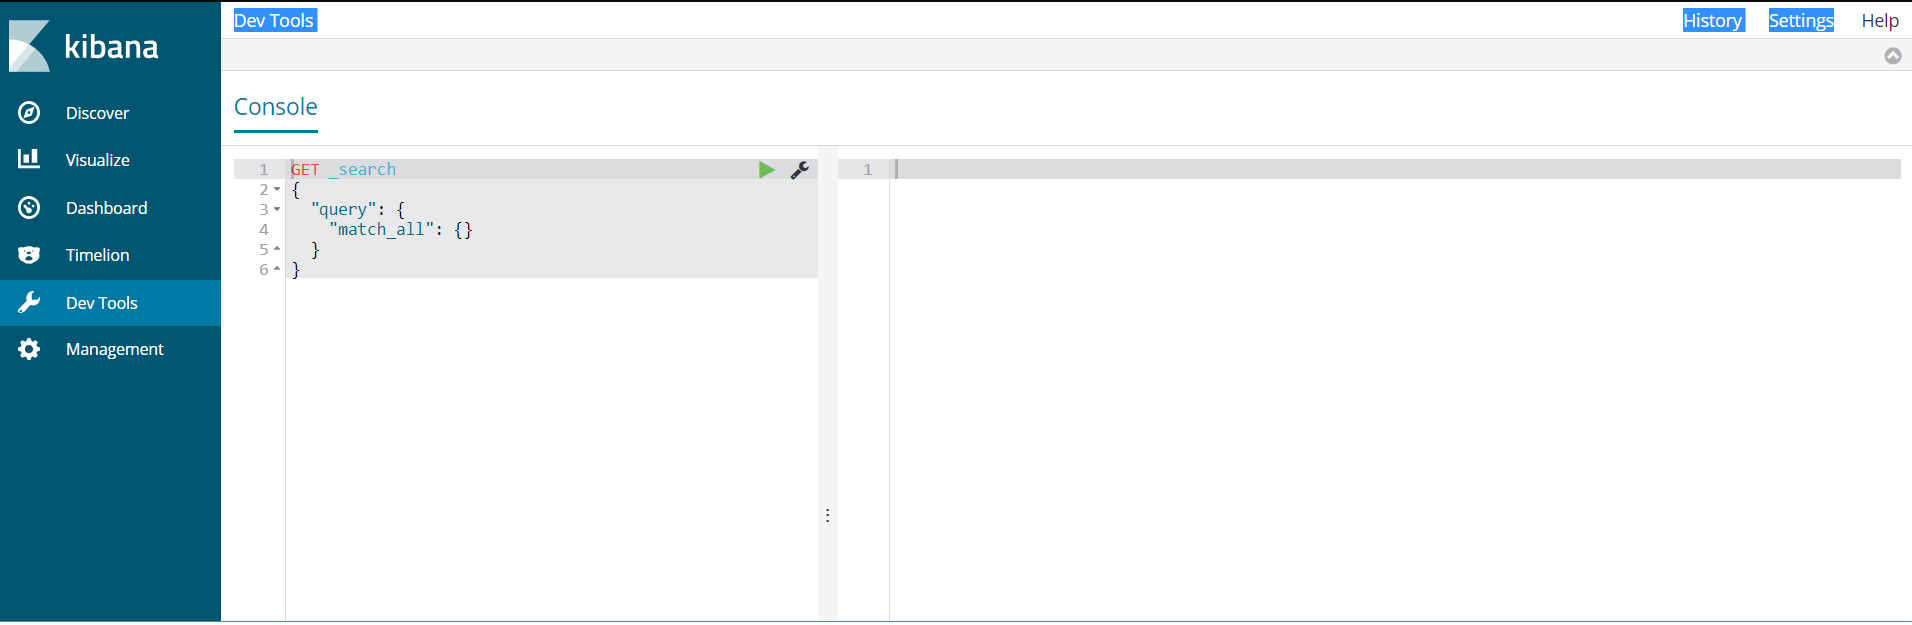 kibana
Discover
Visualize
Dashboard
Timelion
Dev Tools
Management
Dev Tools History Settings Help
Console
1 GET _search
2 {
3 "query": {
4 "match_all": {}
5 }
6 }
1